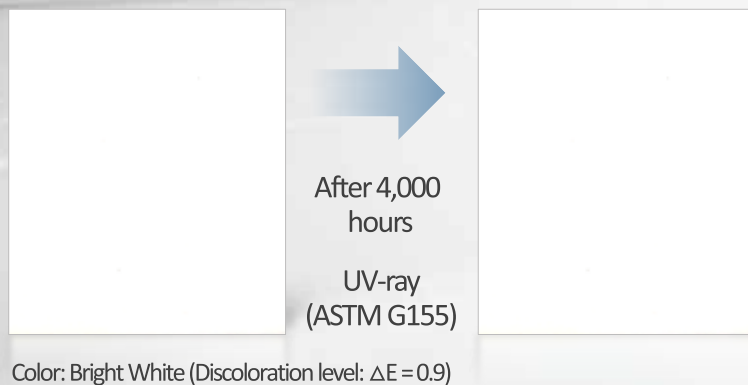 After 4,000
hours
UV-ray
(ASTM G155)
Color: Bright White (Discoloration level: △E = 0.9)